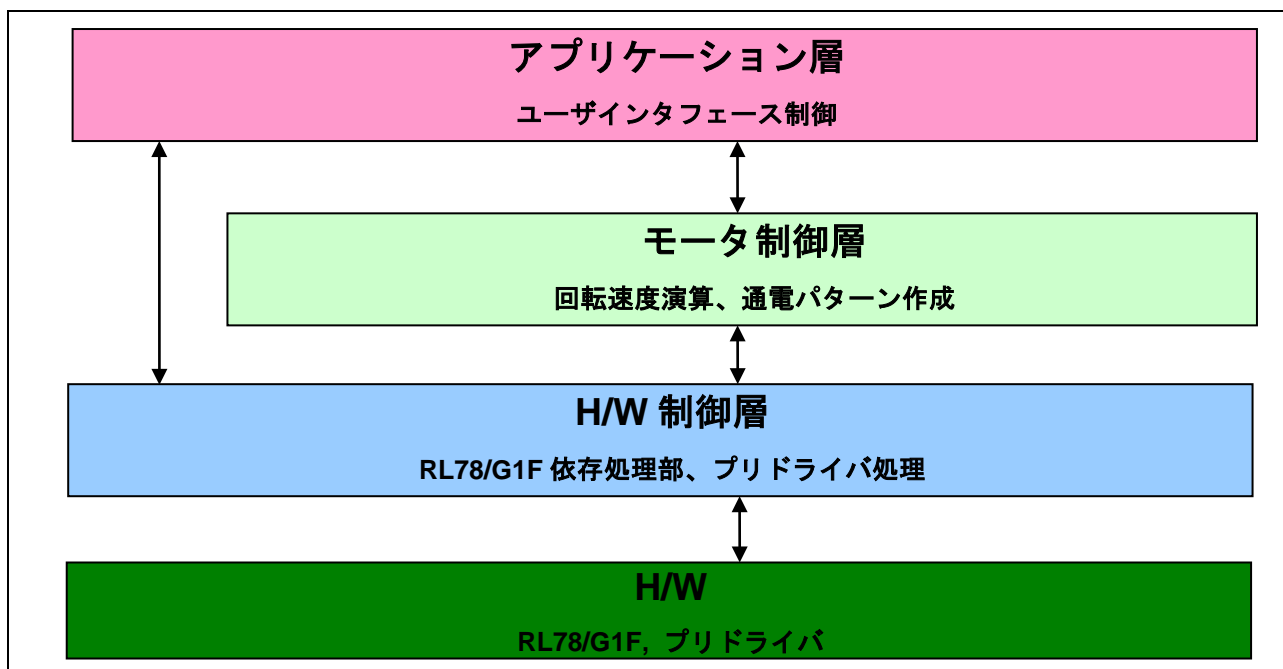 アプリケーション層
ユーザインタフェース制御
モータ制御層
回転速度演算、通電パターン作成
H/W 制御層
RL78/G1F 依存処理部、プリドライバ処理
H/W
RL78/G1F, プリドライバ